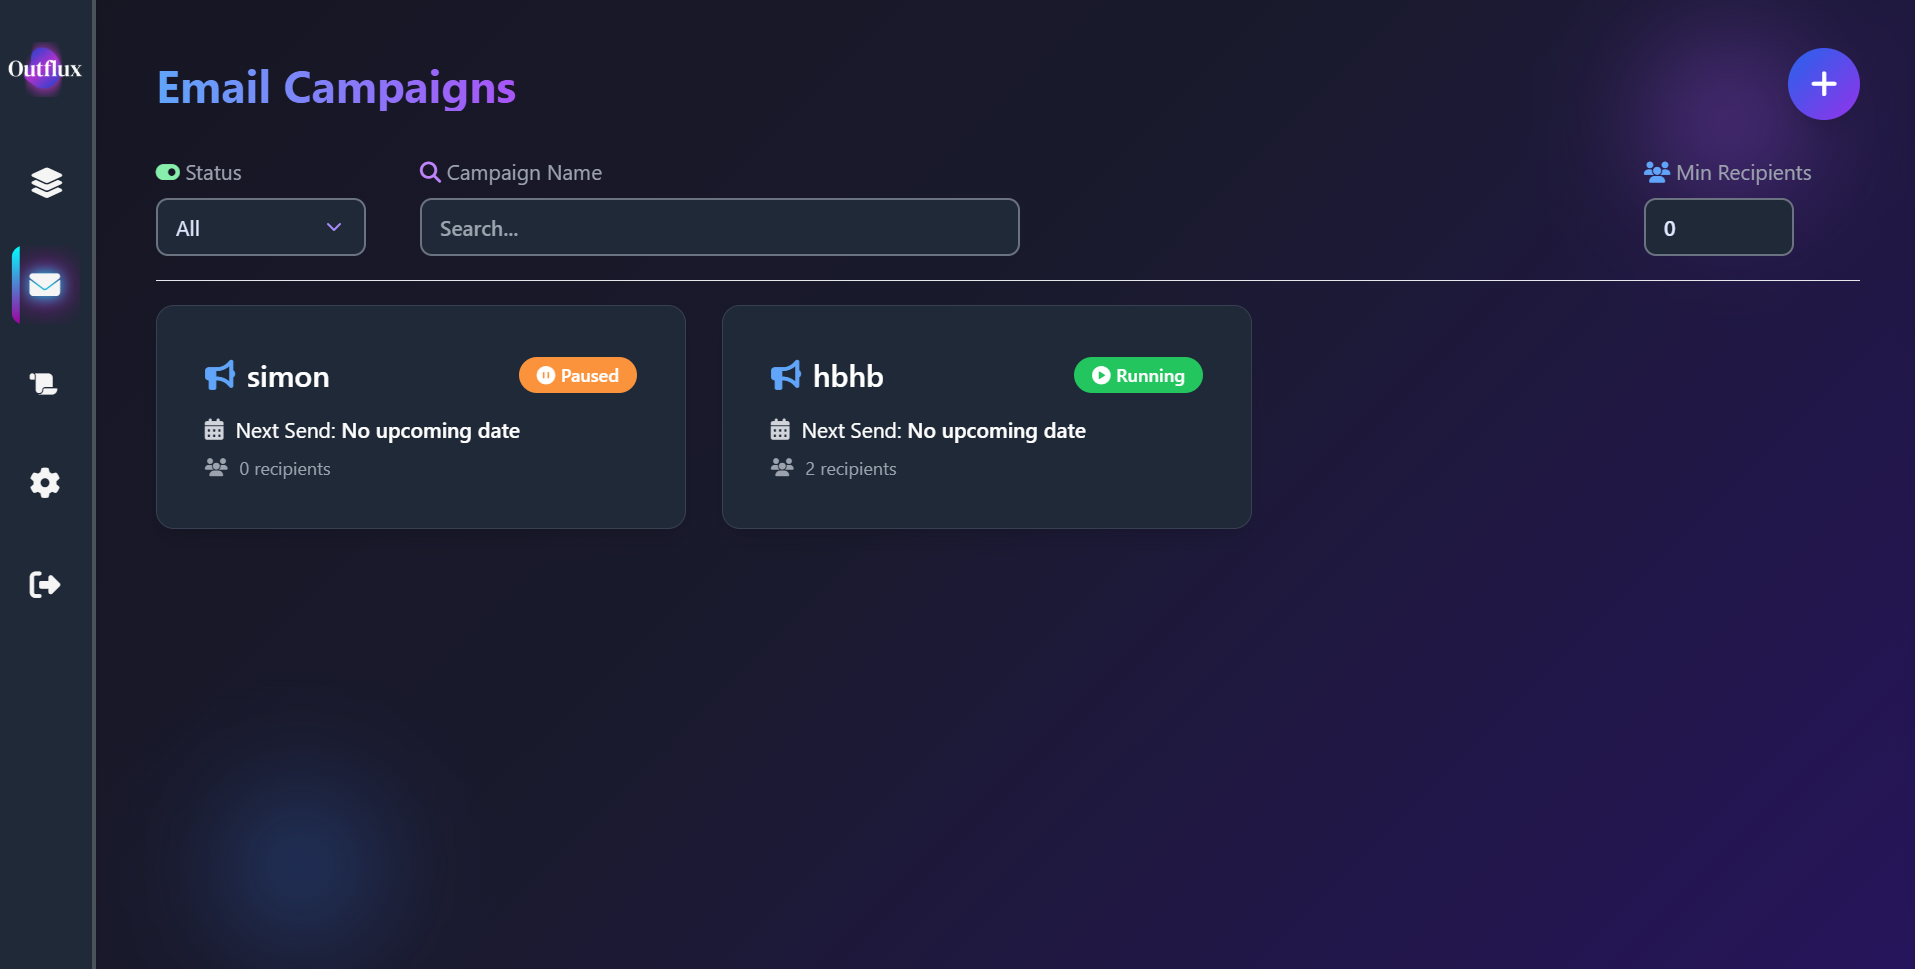 Outflux
Email Campaigns
Status
Campaign Name
Min Recipients
All
Search...
0
simon
Paused
Next Send: No upcoming date
0 recipients
hbhb
Running
Next Send: No upcoming date
2 recipients